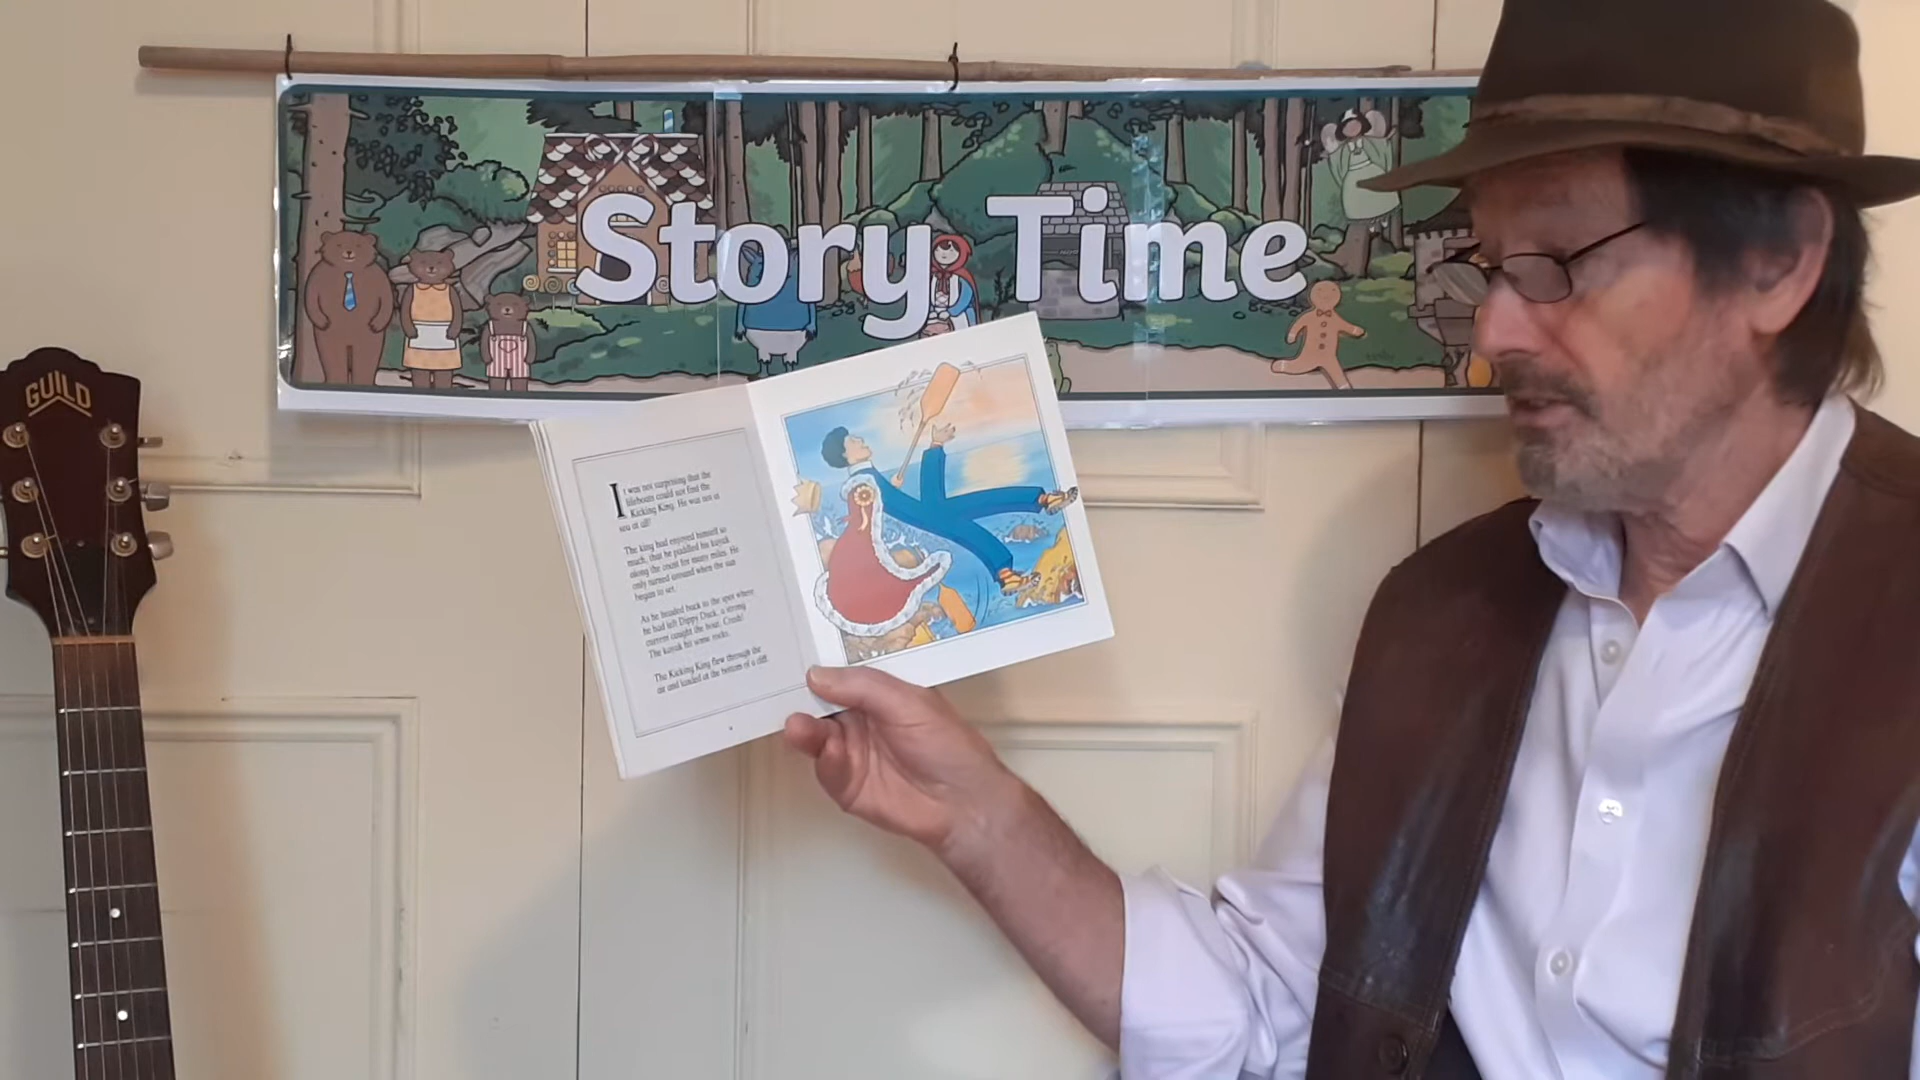 Story Time
GUILD
It was not surprising that the
lifeboats could not find the
Kicking King. He was not at
sea at all!
The king had enjoyed himself so
much, that he paddled his kayak
along the coast for many miles. He
only turned around when the sun
began to set.
As he headed back to the spot where
he had left Dippy Duck, a strong
current caught the boat. Crash!
The kayak hit some rocks.
The Kicking King flew through the
air and landed at the bottom of a cliff.